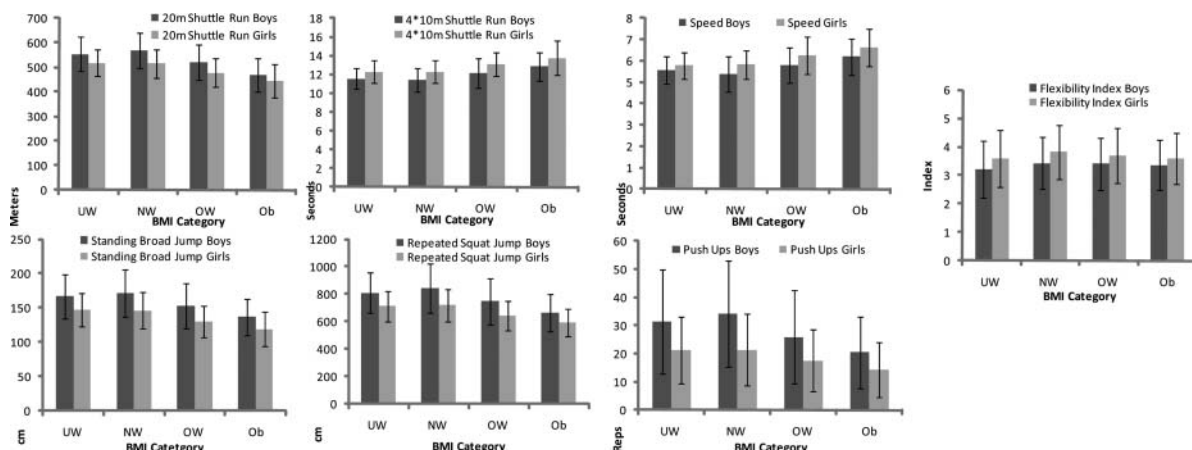 20m Shuttle Run Boys
20m Shuttle Run Girls
700
600
500
400
300
200
100
0
Meters
UW NW OW Ob
BMI Category
4*10m Shuttle Run Boys
4*10m Shuttle Run Girls
18
16
14
12
10
8
6
4
2
0
Seconds
UW NW OW Ob
BMI Category
Speed Boys
Speed Girls
8
7
6
5
4
3
2
1
0
Seconds
UW NW OW Ob
BMI Category
Flexibility Index Boys
Flexibility Index Girls
6
5
4
3
2
1
0
Index
UW NW OW Ob
BMI Category
Standing Broad Jump Boys
Standing Broad Jump Girls
250
200
150
100
50
0
cm
UW NW OW Ob
BMI Category
Repeated Squat Jump Boys
Repeated Squat Jump Girls
1200
1000
800
600
400
200
0
cm
UW NW OW Ob
BMI Category
Push Ups Boys
Push Ups Girls
60
50
40
30
20
10
0
Reps
UW NW OW Ob
BMI Category